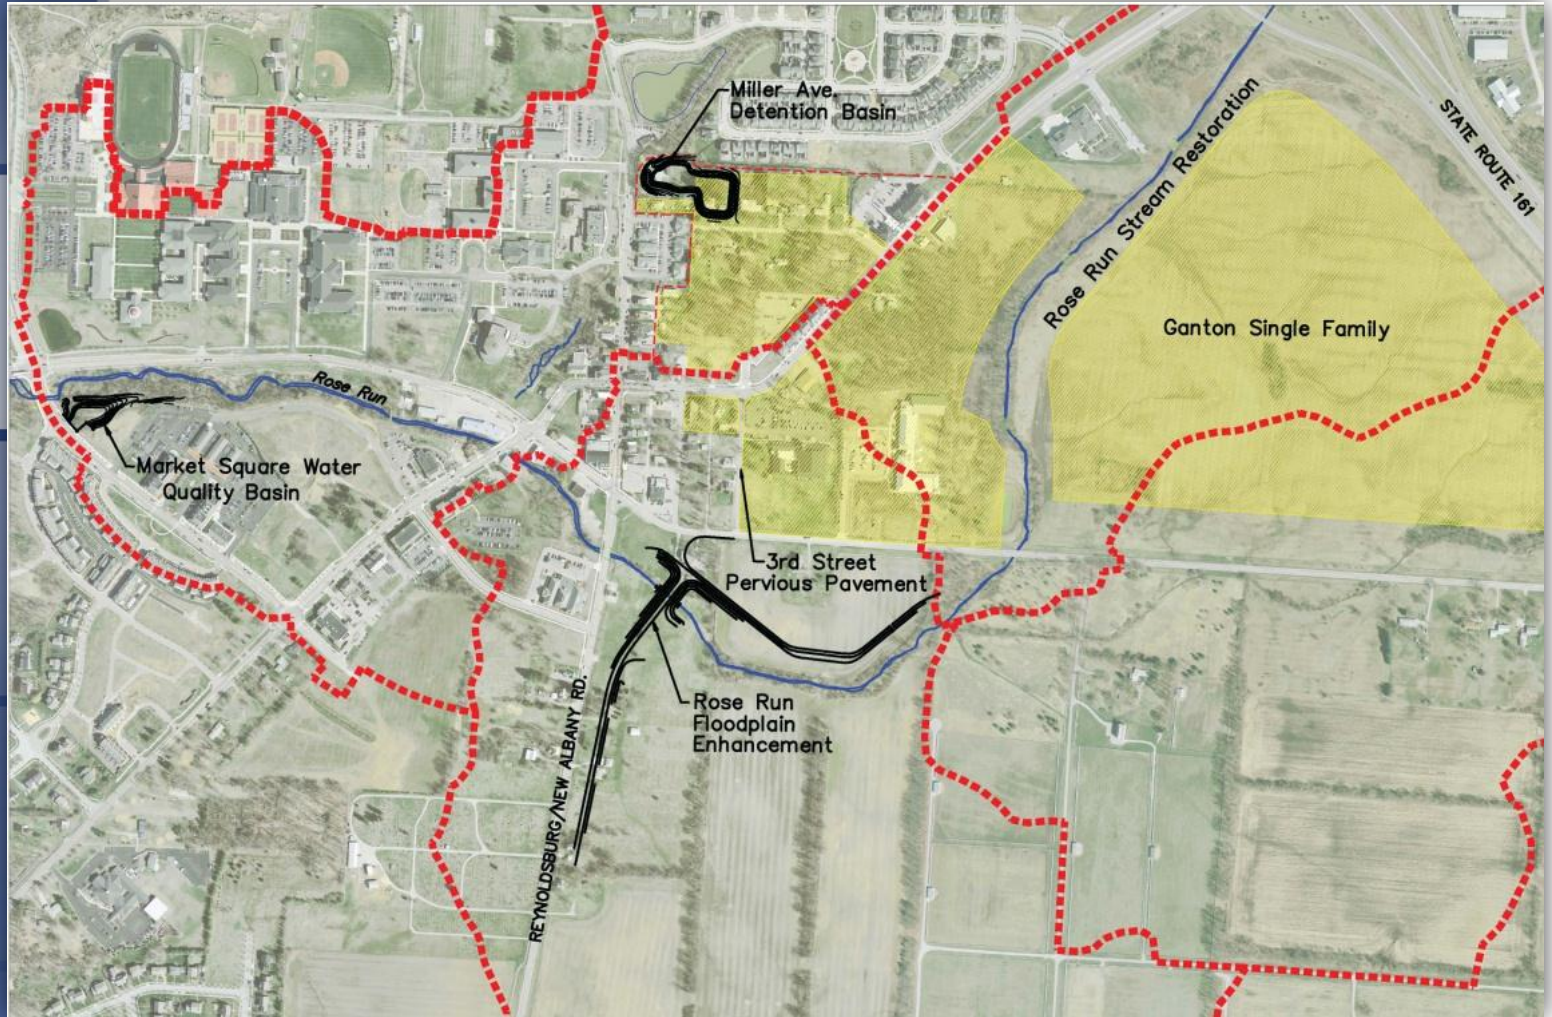 Miller Ave.
Detention Basin
STATE ROUTE 161
Rose Run Stream Restoration
Ganton Single Family
Rose Run
Market Square Water
Quality Basin
3rd Street
Pervious Pavement
Rose Run
Floodplain
Enhancement
REYNOLDSBURG/NEW ALBANY RD.